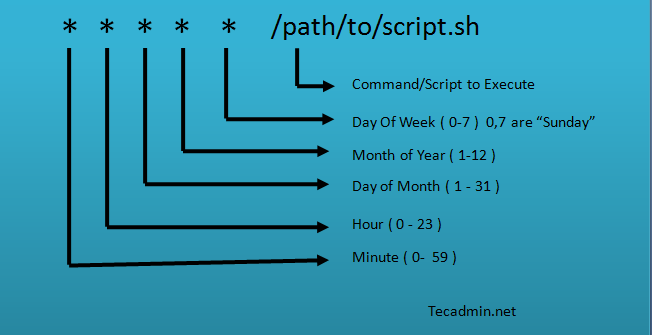 * * * * * /path/to/script.sh
Command/Script to Execute
Day Of Week ( 0-7 ) 0,7 are “Sunday”
Month of Year ( 1-12 )
Day of Month ( 1 - 31 )
Hour ( 0 - 23 )
Minute ( 0- 59 )
Tecadmin.net